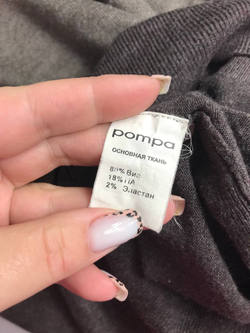 pompa
ОСНОВНАЯ ТКАНЬ
80% Вис
18% ПА
2% Эластан